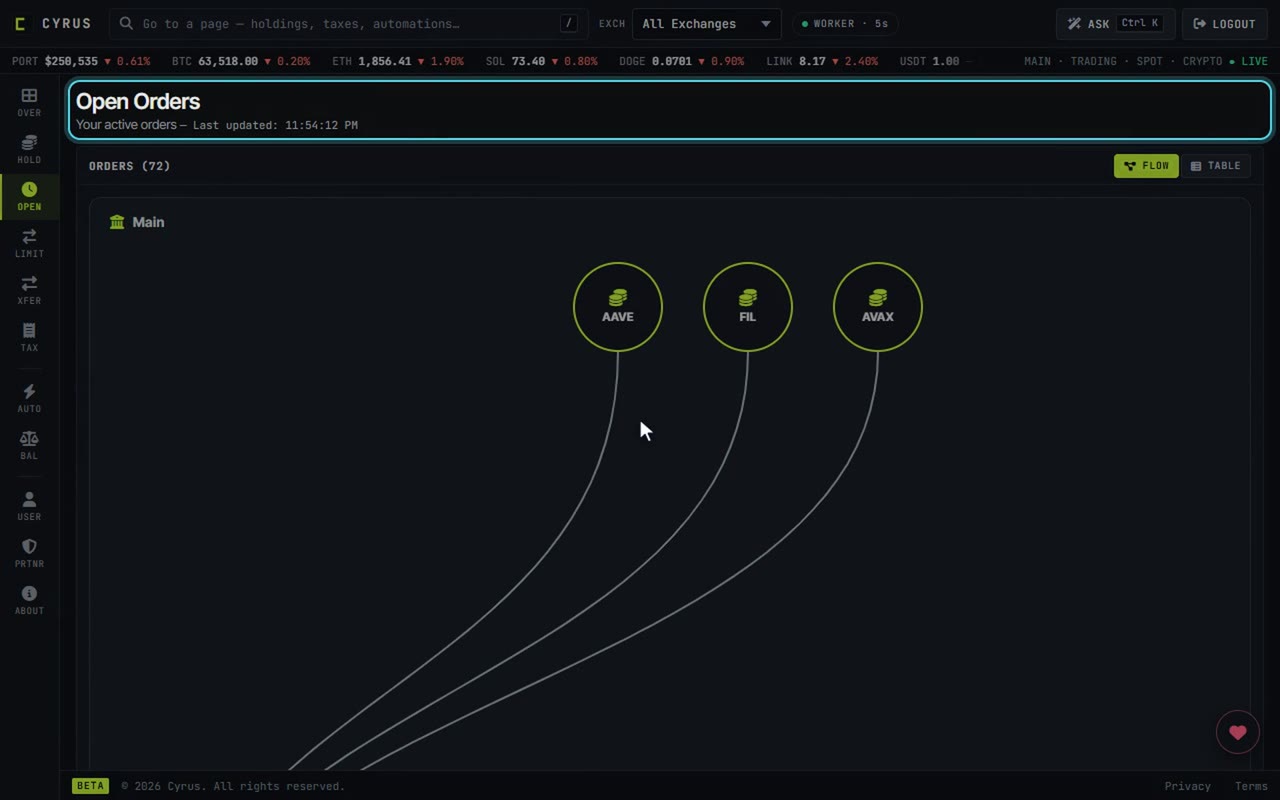 CYRUS
Go to a page — holdings, taxes, automations…
/
EXCH
All Exchanges
WORKER · 5s
ASK
Ctrl K
LOGOUT
PORT $250,535 ▼ 0.61%
BTC 63,518.00 ▼ 0.20%
ETH 1,856.41 ▼ 1.90%
SOL 73.40 ▼ 0.80%
DOGE 0.0701 ▼ 0.90%
LINK 8.17 ▼ 2.40%
USDT 1.00 —
MAIN · TRADING · SPOT · CRYPTO ● LIVE
OVER
HOLD
OPEN
LIMIT
XFER
TAX
AUTO
BAL
USER
PRTNR
ABOUT
Open Orders
Your active orders — Last updated: 11:54:12 PM
ORDERS (72)
FLOW
TABLE
Main
AAVE
FIL
AVAX
BETA
© 2026 Cyrus. All rights reserved.
Privacy
Terms